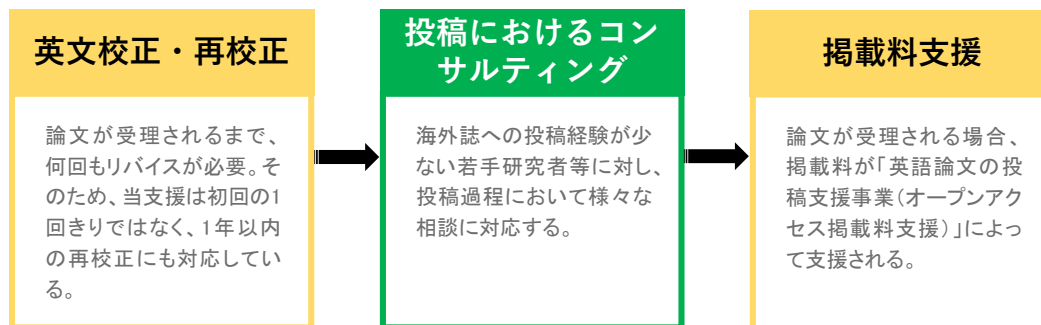 英文校正・再校正
論文が受理されるまで、
何回もリバイスが必要。そ
のため、当支援は初回の1
回きりではなく、1年以内
の再校正にも対応してい
る。
投稿におけるコン
サルティング
海外誌への投稿経験が少
ない若手研究者等に対し、
投稿過程において様々な
相談に対応する。
掲載料支援
論文が受理される場合、
掲載料が「英語論文の投
稿支援事業(オープンアク
セス掲載料支援)」によっ
て支援される。